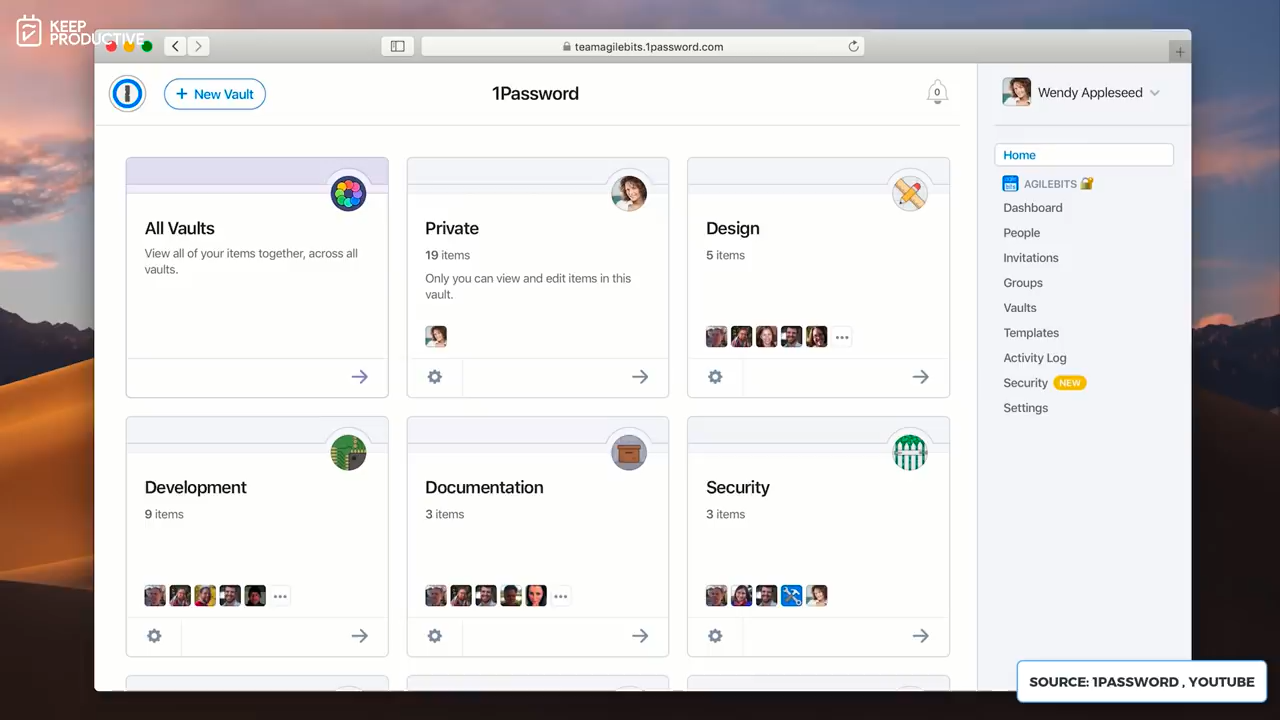 KEEP
PRODUCTIVE
teamagilebits.1password.com
+ New Vault
1Password
0
Wendy Appleseed
Home
AGILEBITS
Dashboard
People
Invitations
Groups
Vaults
Templates
Activity Log
Security NEW
Settings
All Vaults
View all of your items together, across all
vaults.
Private
19 items
Only you can view and edit items in this
vault.
Design
5 items
Development
9 items
Documentation
3 items
Security
3 items
SOURCE: 1PASSWORD , YOUTUBE